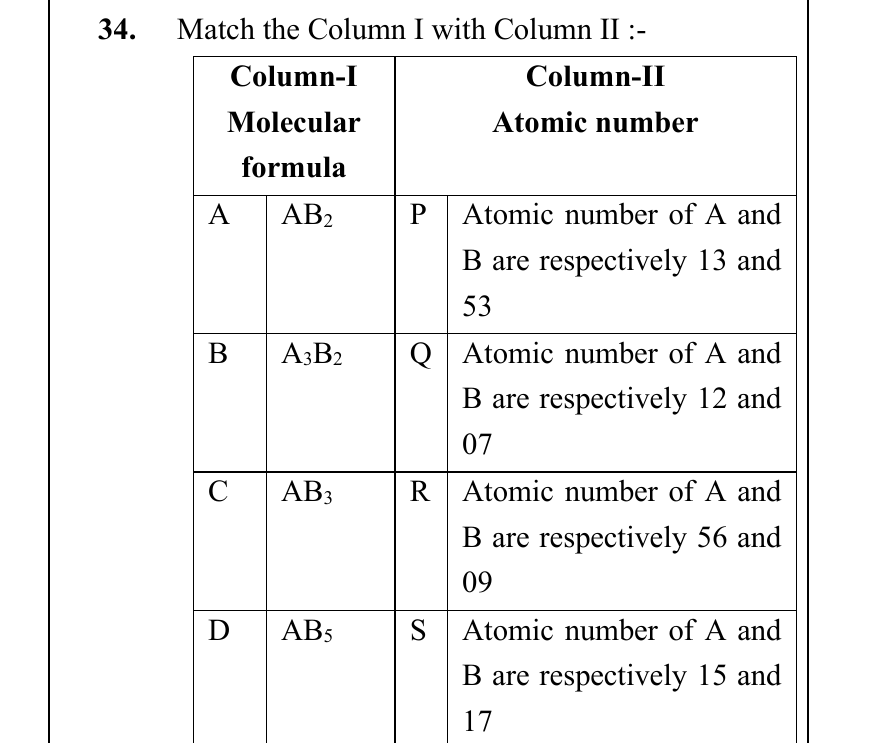 34. Match the Column I with Column II :-
Column-I
Molecular
formula
Column-II
Atomic number
A AB₂ P Atomic number of A and
B are respectively 13 and
53
B A₃B₂ Q Atomic number of A and
B are respectively 12 and
07
C AB₃ R Atomic number of A and
B are respectively 56 and
09
D AB₅ S Atomic number of A and
B are respectively 15 and
17